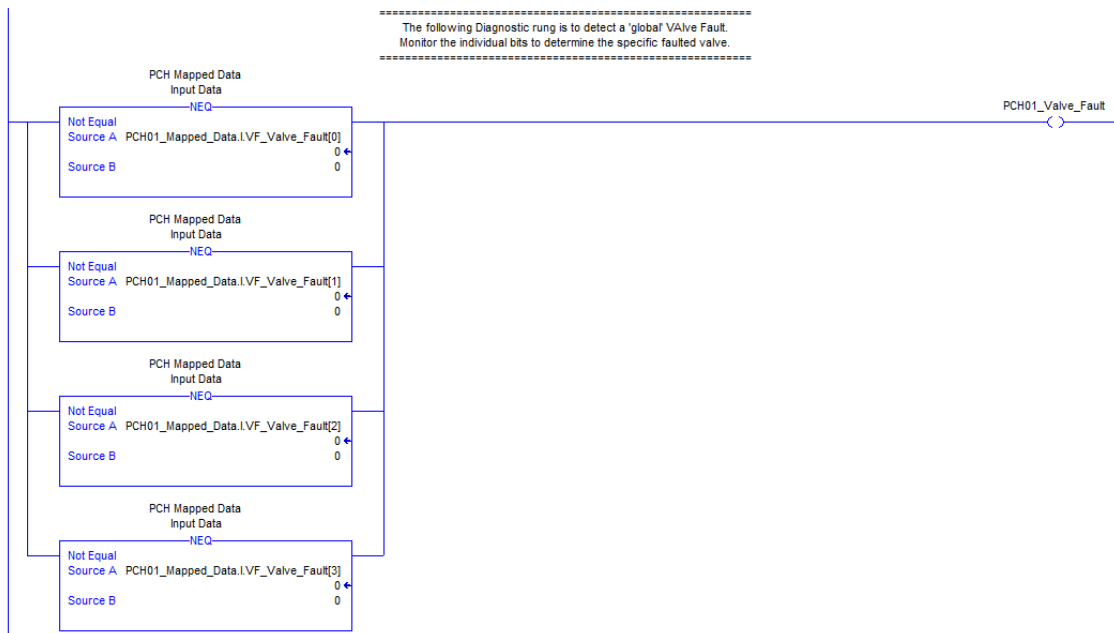 ============================================================
The following Diagnostic rung is to detect a 'global' VAlve Fault.
Monitor the individual bits to determine the specific faulted valve.
============================================================
PCH Mapped Data
Input Data
NEQ
Not Equal
Source A PCH01_Mapped_Data.I.VF_Valve_Fault[0]
0
Source B 0
PCH01_Valve_Fault
PCH Mapped Data
Input Data
NEQ
Not Equal
Source A PCH01_Mapped_Data.I.VF_Valve_Fault[1]
0
Source B 0
PCH Mapped Data
Input Data
NEQ
Not Equal
Source A PCH01_Mapped_Data.I.VF_Valve_Fault[2]
0
Source B 0
PCH Mapped Data
Input Data
NEQ
Not Equal
Source A PCH01_Mapped_Data.I.VF_Valve_Fault[3]
0
Source B 0